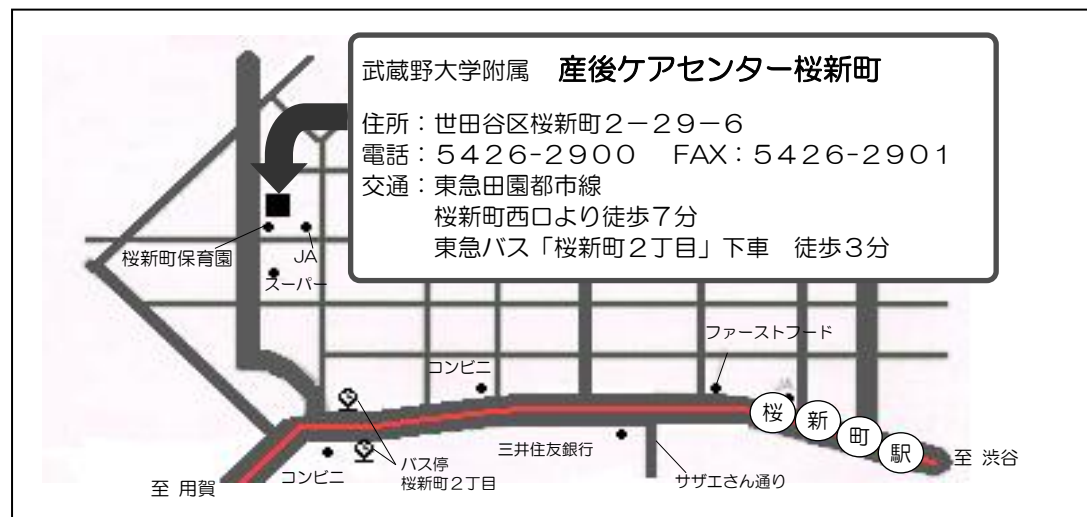 武蔵野大学附属　産後ケアセンター桜新町
住所：世田谷区桜新町２－２９－６
電話：５４２６-２９００　FAX：５４２６-２９０１
交通：東急田園都市線
桜新町西口より徒歩７分
東急バス「桜新町２丁目」下車　徒歩３分
桜新町保育園
JA
スーパー
ファーストフード
コンビニ
JA
桜新町駅
三井住友銀行
至 渋谷
バス停
桜新町２丁目
コンビニ
サザエさん通り
至 用賀